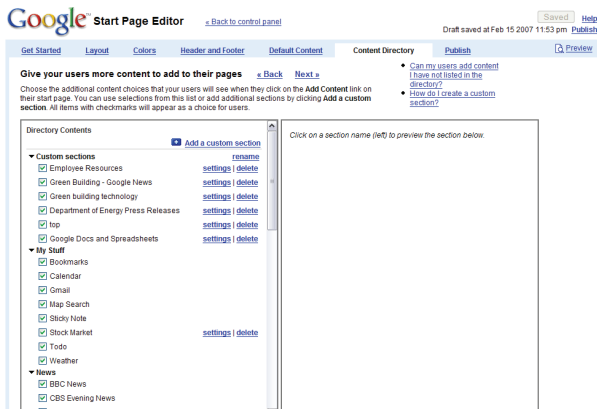 Google™ Start Page Editor « Back to control panel
Saved Help
Draft saved at Feb 15 2007 11:53 pm Publish
Get Started Layout Colors Header and Footer Default Content Content Directory Publish Preview
Give your users more content to add to their pages « Back Next »
Choose the additional content choices that your users will see when they click on the Add Content link on
their start page. You can use selections from this list or add additional sections by clicking Add a custom
section. All items with checkmarks will appear as a choice for users.
Can my users add content
I have not listed in the
directory?
How do I create a custom
section?
Directory Contents
Add a custom section
Custom sections rename
Employee Resources settings | delete
Green Building - Google News settings | delete
Green building technology settings | delete
Department of Energy Press Releases settings | delete
top settings | delete
Google Docs and Spreadsheets settings | delete
My Stuff
Bookmarks
Calendar
Gmail
Map Search
Sticky Note
Stock Market settings | delete
Todo
Weather
News
BBC News
CBS Evening News
Click on a section name (left) to preview the section below.